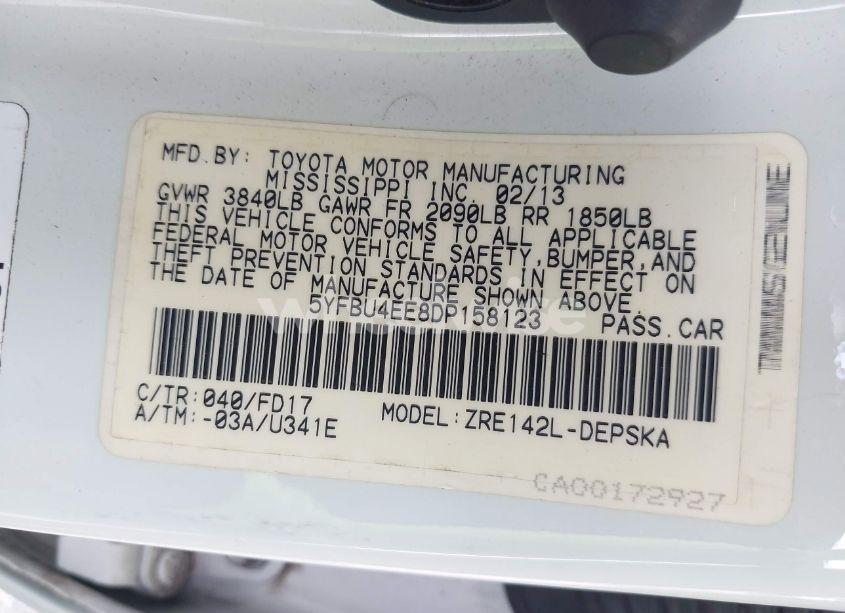 MFD.BY: TOYOTA MOTOR MANUFACTURING
MISSISSIPPI INC. 02/13
GVWR 3840LB GAWR FR 2090LB RR 1850LB
THIS VEHICLE CONFORMS TO ALL APPLICABLE
FEDERAL MOTOR VEHICLE SAFETY,BUMPER,AND
THEFT PREVENTION STANDARDS IN EFFECT ON
THE DATE OF MANUFACTURE SHOWN ABOVE.
5YFBU4EE8DP158123 PASS.CAR
C/TR:040/FD17
A/TM:-03A/U341E MODEL:ZRE142L-DEPSKA
CA00172927